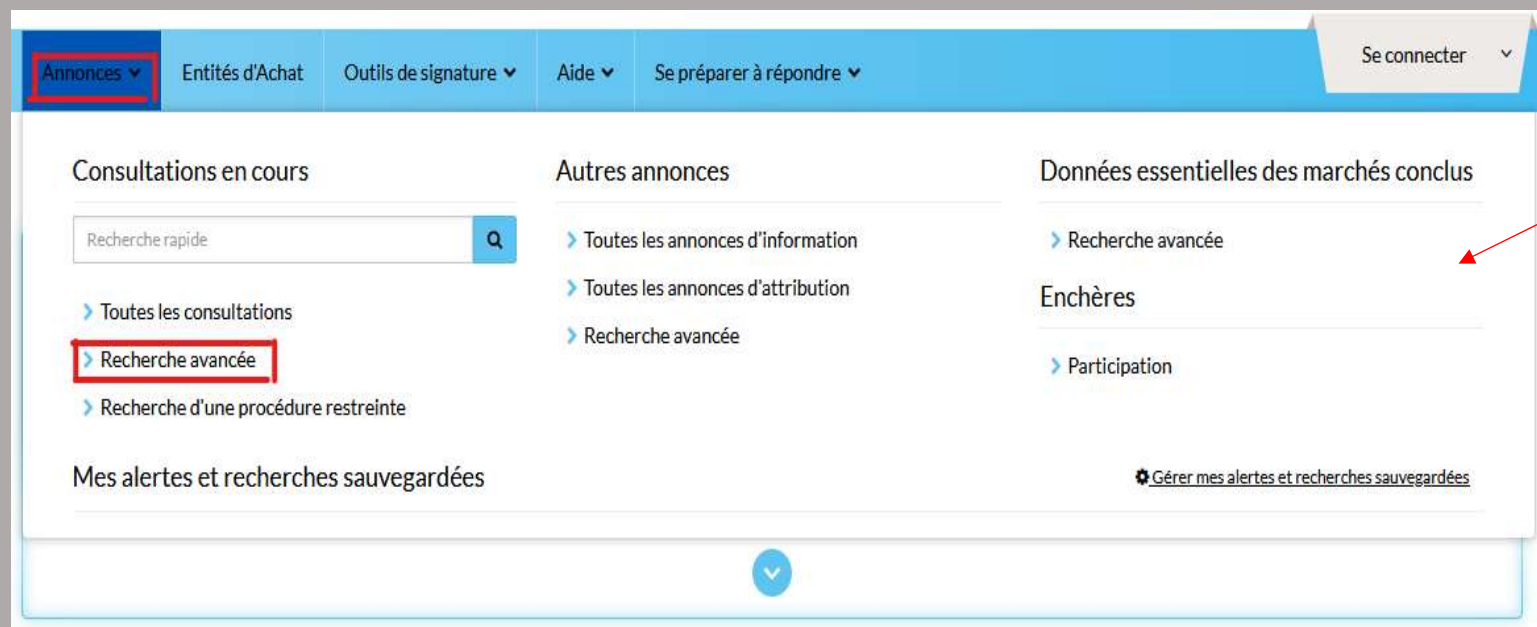 Se connecter
Annonces
Entités d'Achat
Outils de signature
Aide
Se préparer à répondre
Consultations en cours
Recherche rapide
Toutes les consultations
Recherche avancée
Recherche d'une procédure restreinte
Autres annonces
Toutes les annonces d'information
Toutes les annonces d'attribution
Recherche avancée
Données essentielles des marchés conclus
Recherche avancée
Enchères
Participation
Mes alertes et recherches sauvegardées
Gérer mes alertes et recherches sauvegardées